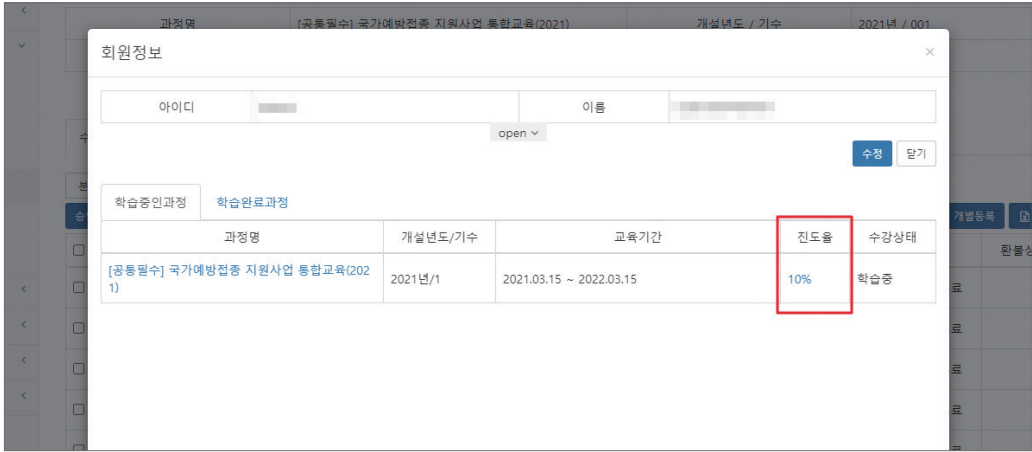 과정명 [공통필수] 국가예방접종 지원사업 통합교육(2021) 개설년도 / 기수 2021년 / 001
회원정보 ×
아이디 이름
open
수정 닫기
학습중인과정 학습완료과정
개별등록
과정명 개설년도/기수 교육기간 진도율 수강상태
[공통필수] 국가예방접종 지원사업 통합교육(202
1) 2021년/1 2021.03.15 ~ 2022.03.15 10% 학습중